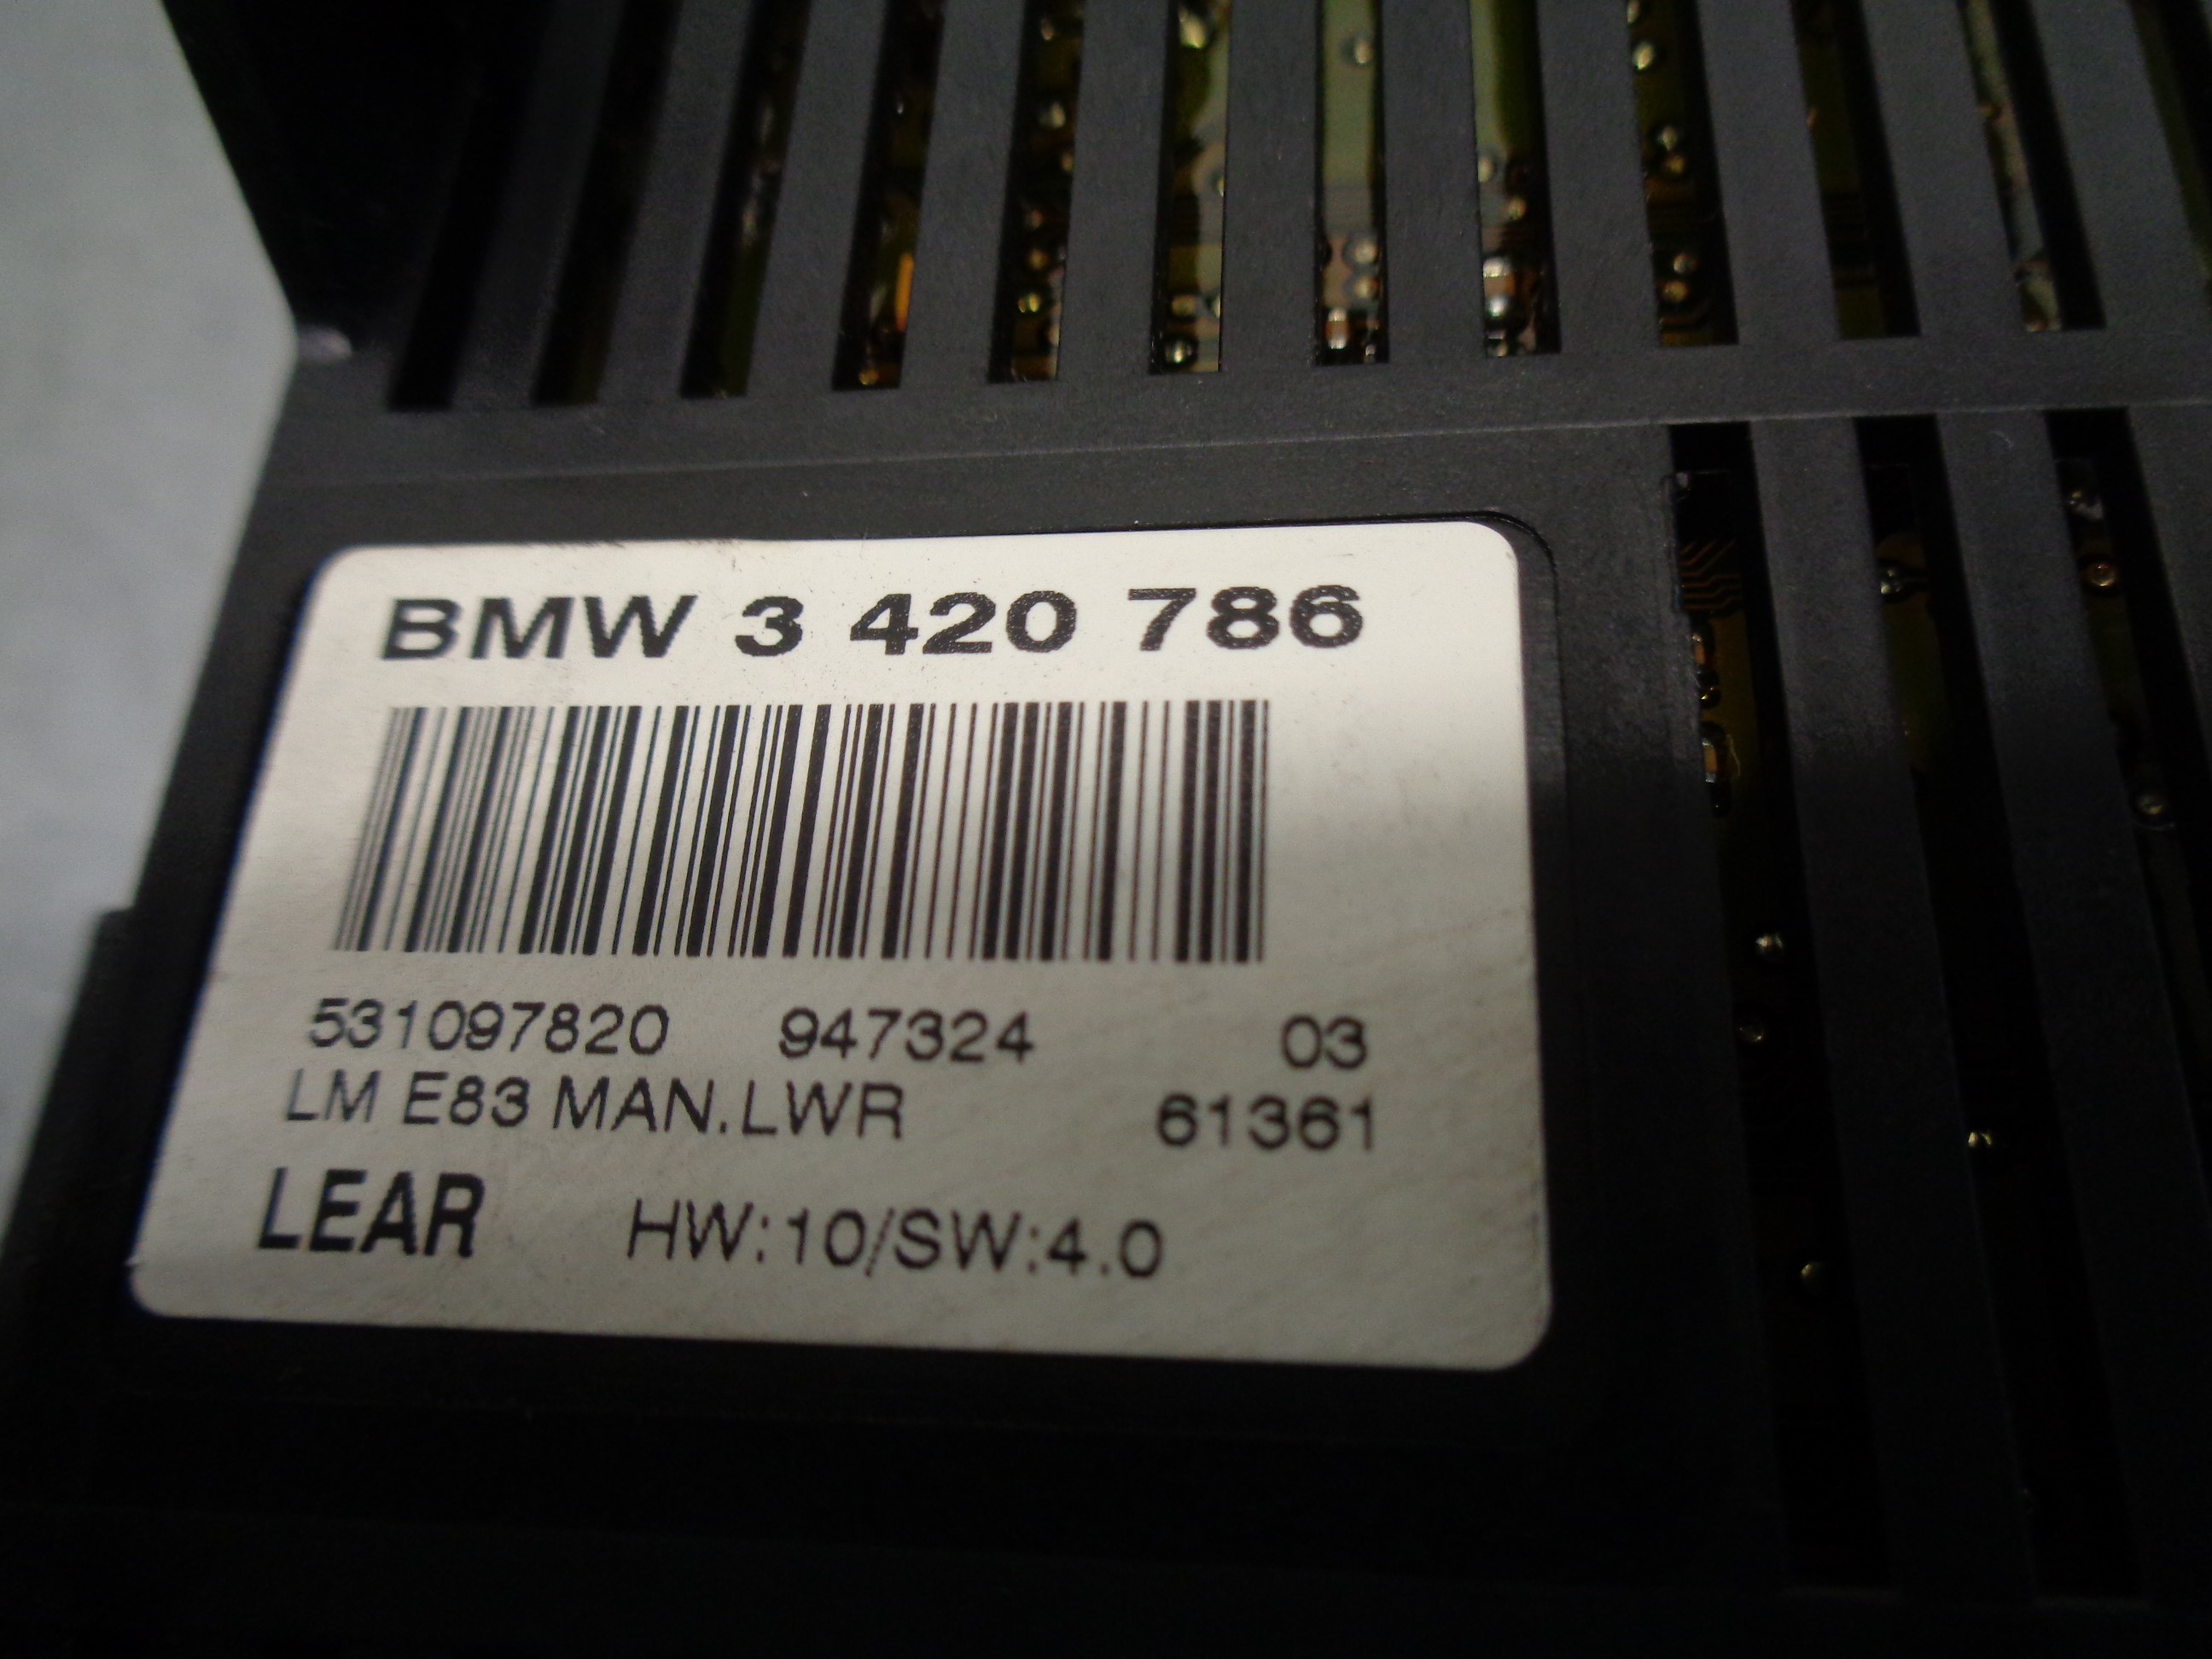 BMW 3 420 786
531097820 947324 03
LM E83 MAN.LWR 61361
LEAR HW:10/SW:4.0